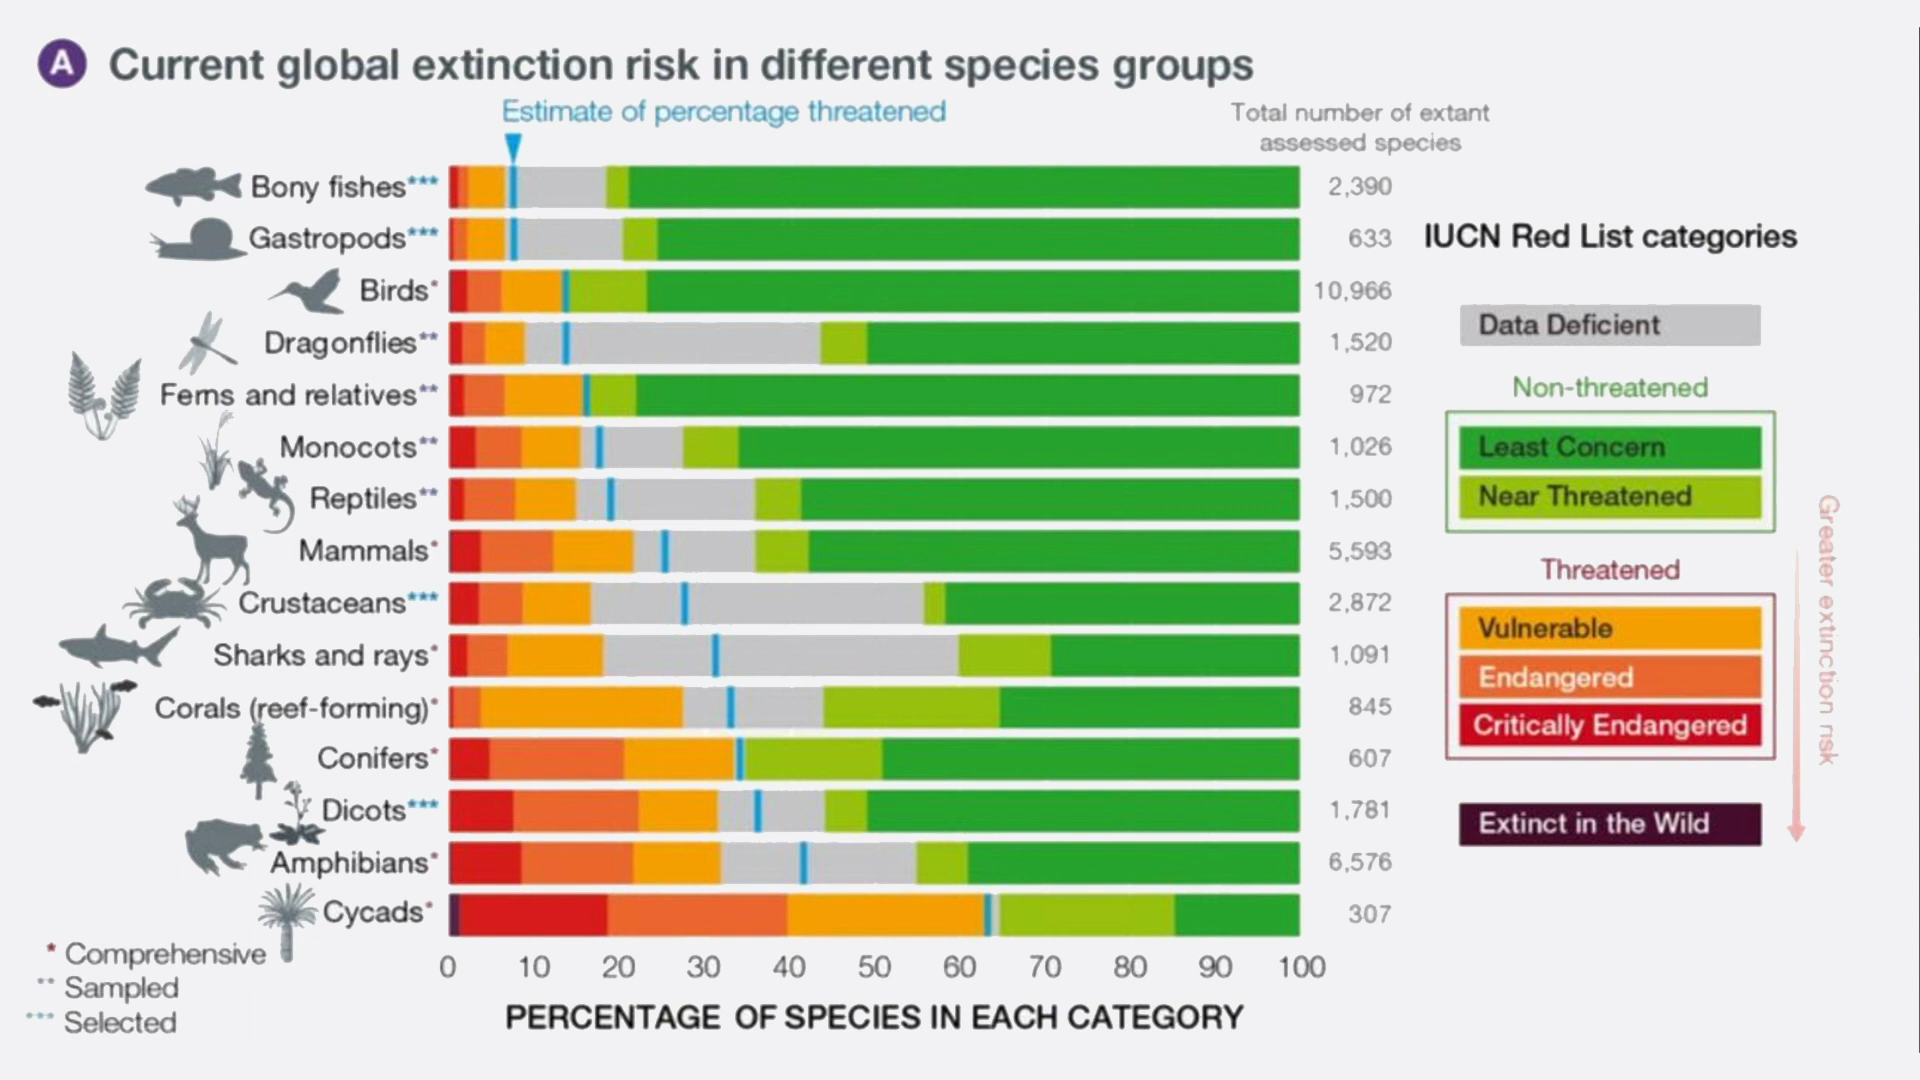 A Current global extinction risk in different species groups
Estimate of percentage threatened
Total number of extant
assessed species
Bony fishes*** 2,390
Gastropods*** 633
Birds* 10,966
Dragonflies** 1,520
Ferns and relatives** 972
Monocots** 1,026
Reptiles** 1,500
Mammals* 5,593
Crustaceans*** 2,872
Sharks and rays* 1,091
Corals (reef-forming)* 845
Conifers* 607
Dicots*** 1,781
Amphibians* 6,576
Cycads* 307
0 10 20 30 40 50 60 70 80 90 100
PERCENTAGE OF SPECIES IN EACH CATEGORY
* Comprehensive
** Sampled
*** Selected
IUCN Red List categories
Data Deficient
Non-threatened
Least Concern
Near Threatened
Threatened
Vulnerable
Endangered
Critically Endangered
Extinct in the Wild
Greater extinction risk